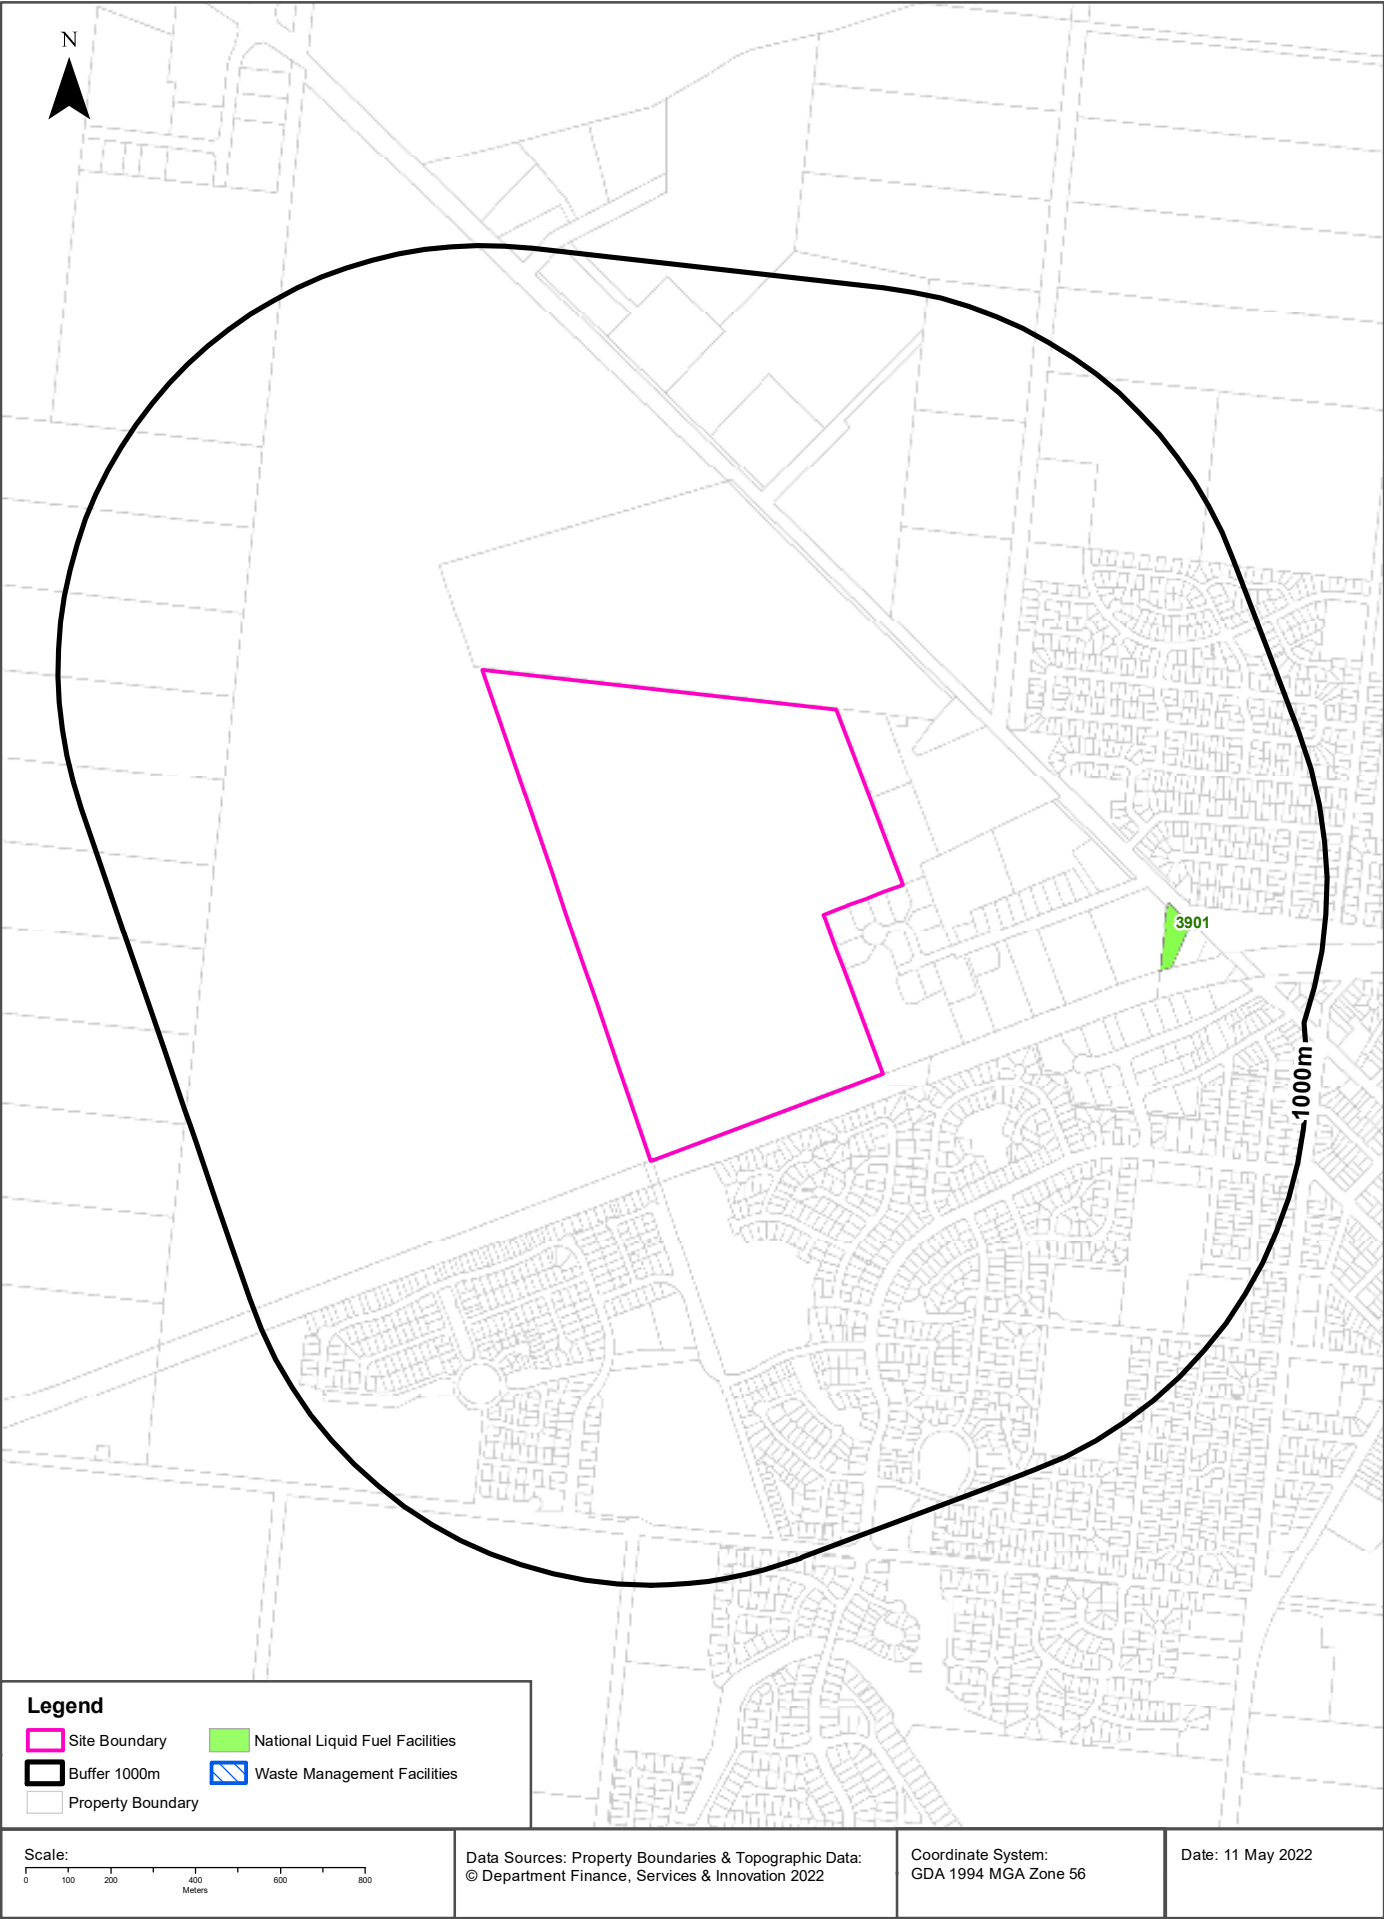 N
3901
1000m
Legend
Site Boundary
National Liquid Fuel Facilities
Buffer 1000m
Waste Management Facilities
Property Boundary
Scale:
0 100 200 400 600 800
Meters
Data Sources: Property Boundaries & Topographic Data:
© Department Finance, Services & Innovation 2022
Coordinate System:
GDA 1994 MGA Zone 56
Date: 11 May 2022